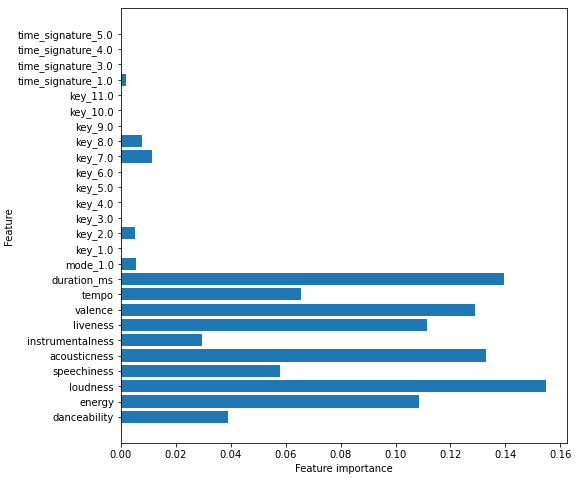 time_signature_5.0
time_signature_4.0
time_signature_3.0
time_signature_1.0
key_11.0
key_10.0
key_9.0
key_8.0
key_7.0
key_6.0
key_5.0
key_4.0
key_3.0
key_2.0
key_1.0
mode_1.0
duration_ms
tempo
valence
liveness
instrumentalness
acousticness
speechiness
loudness
energy
danceability
Feature
0.00 0.02 0.04 0.06 0.08 0.10 0.12 0.14 0.16
Feature importance